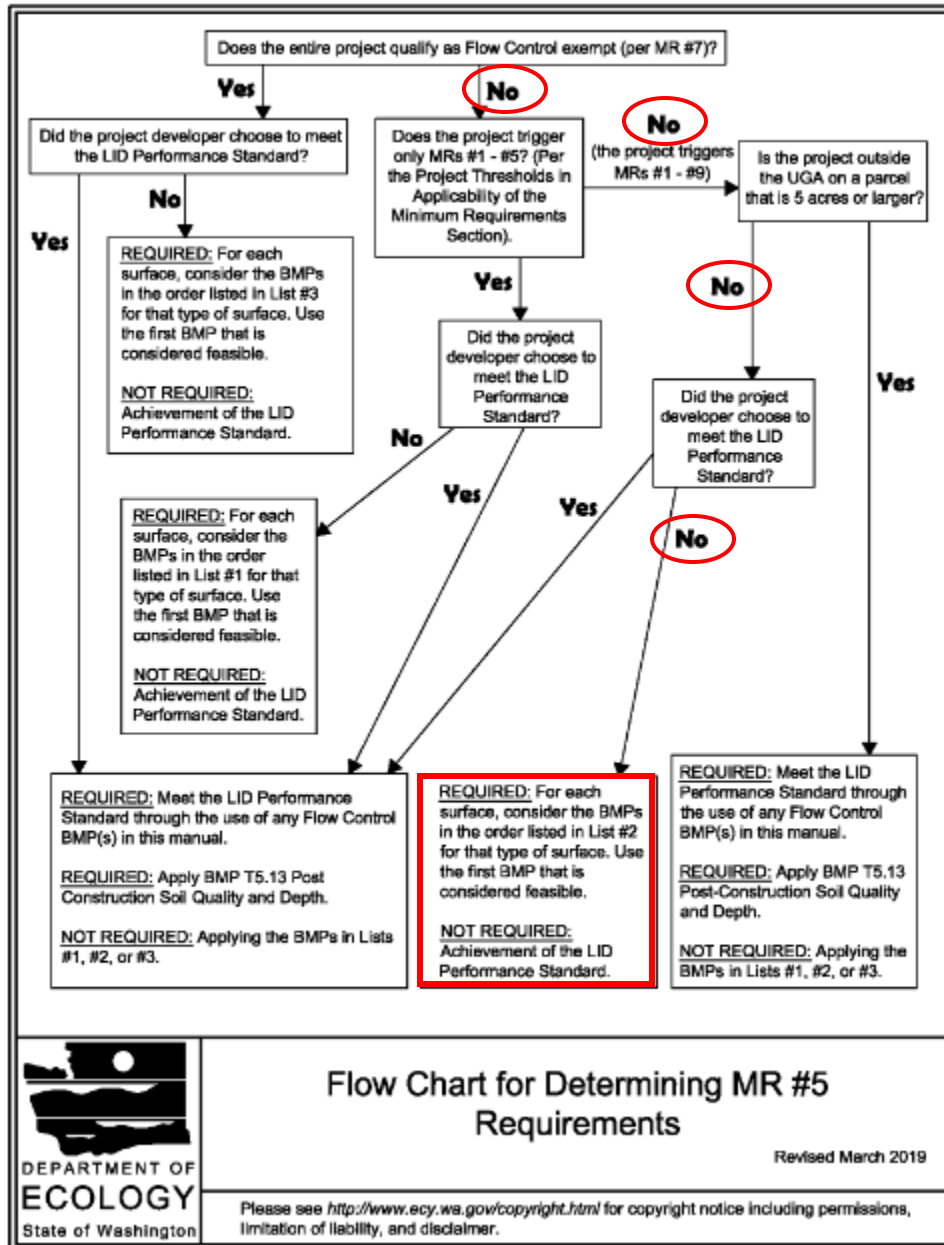 Does the entire project qualify as Flow Control exempt (per MR #7)?
Yes
No
Did the project developer choose to meet
the LID Performance Standard?
Does the project trigger
only MRs #1 - #5? (Per
the Project Thresholds in
Applicability of the
Minimum Requirements
Section).
No
(the project triggers
MRs #1 - #9)
Is the project outside
the UGA on a parcel
that is 5 acres or larger?
No
Yes
REQUIRED: For each
surface, consider the BMPs
in the order listed in List #3
for that type of surface. Use
the first BMP that is
considered feasible.
NOT REQUIRED:
Achievement of the LID
Performance Standard.
Yes
No
Yes
Did the project
developer choose to
meet the LID
Performance
Standard?
Did the project
developer choose to
meet the LID
Performance
Standard?
No
Yes
Yes
No
REQUIRED: For each
surface, consider the
BMPs in the order
listed in List #1 for that
type of surface. Use
the first BMP that is
considered feasible.
NOT REQUIRED:
Achievement of the LID
Performance Standard.
REQUIRED: Meet the LID Performance
Standard through the use of any Flow Control
BMP(s) in this manual.
REQUIRED: Apply BMP T5.13 Post
Construction Soil Quality and Depth.
NOT REQUIRED: Applying the BMPs in Lists
#1, #2, or #3.
REQUIRED: For each
surface, consider the BMPs
in the order listed in List #2
for that type of surface. Use
the first BMP that is
considered feasible.
NOT REQUIRED:
Achievement of the LID
Performance Standard.
REQUIRED: Meet the LID
Performance Standard through
the use of any Flow Control
BMP(s) in this manual.
REQUIRED: Apply BMP T5.13
Post-Construction Soil Quality
and Depth.
NOT REQUIRED: Applying the
BMPs in Lists #1, #2, or #3.
DEPARTMENT OF
ECOLOGY
State of Washington
Flow Chart for Determining MR #5
Requirements
Revised March 2019
Please see http://www.ecy.wa.gov/copyright.html for copyright notice including permissions,
limitation of liability, and disclaimer.